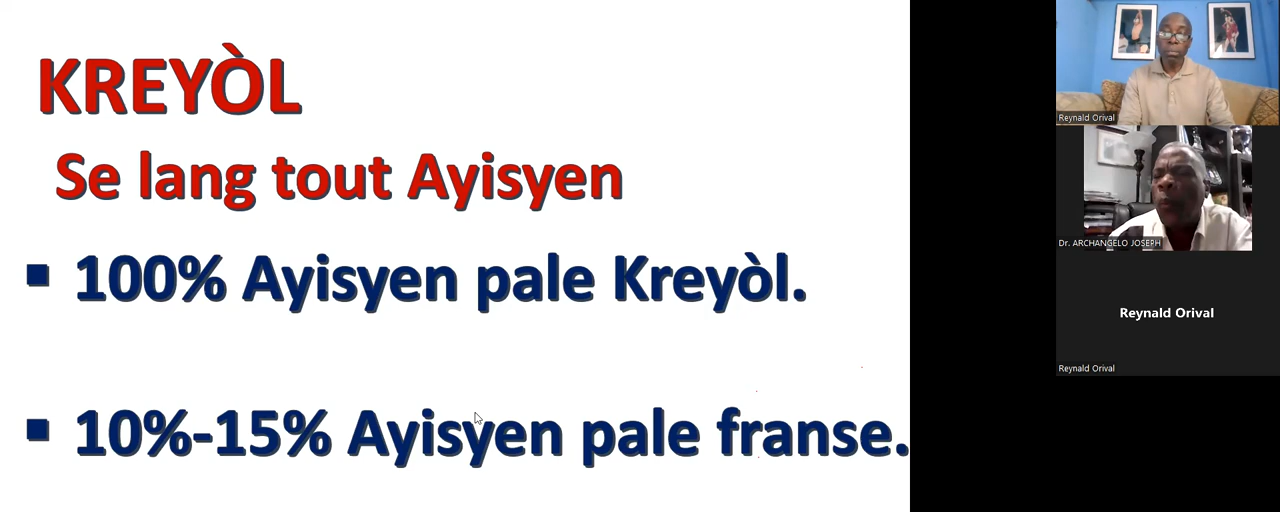 KREYÒL
Se lang tout Ayisyen
100% Ayisyen pale Kreyòl.
10%-15% Ayisyen pale franse.
Reynald Orival
Dr. ARCHANGELO JOSEPH
Reynald Orival
Reynald Orival